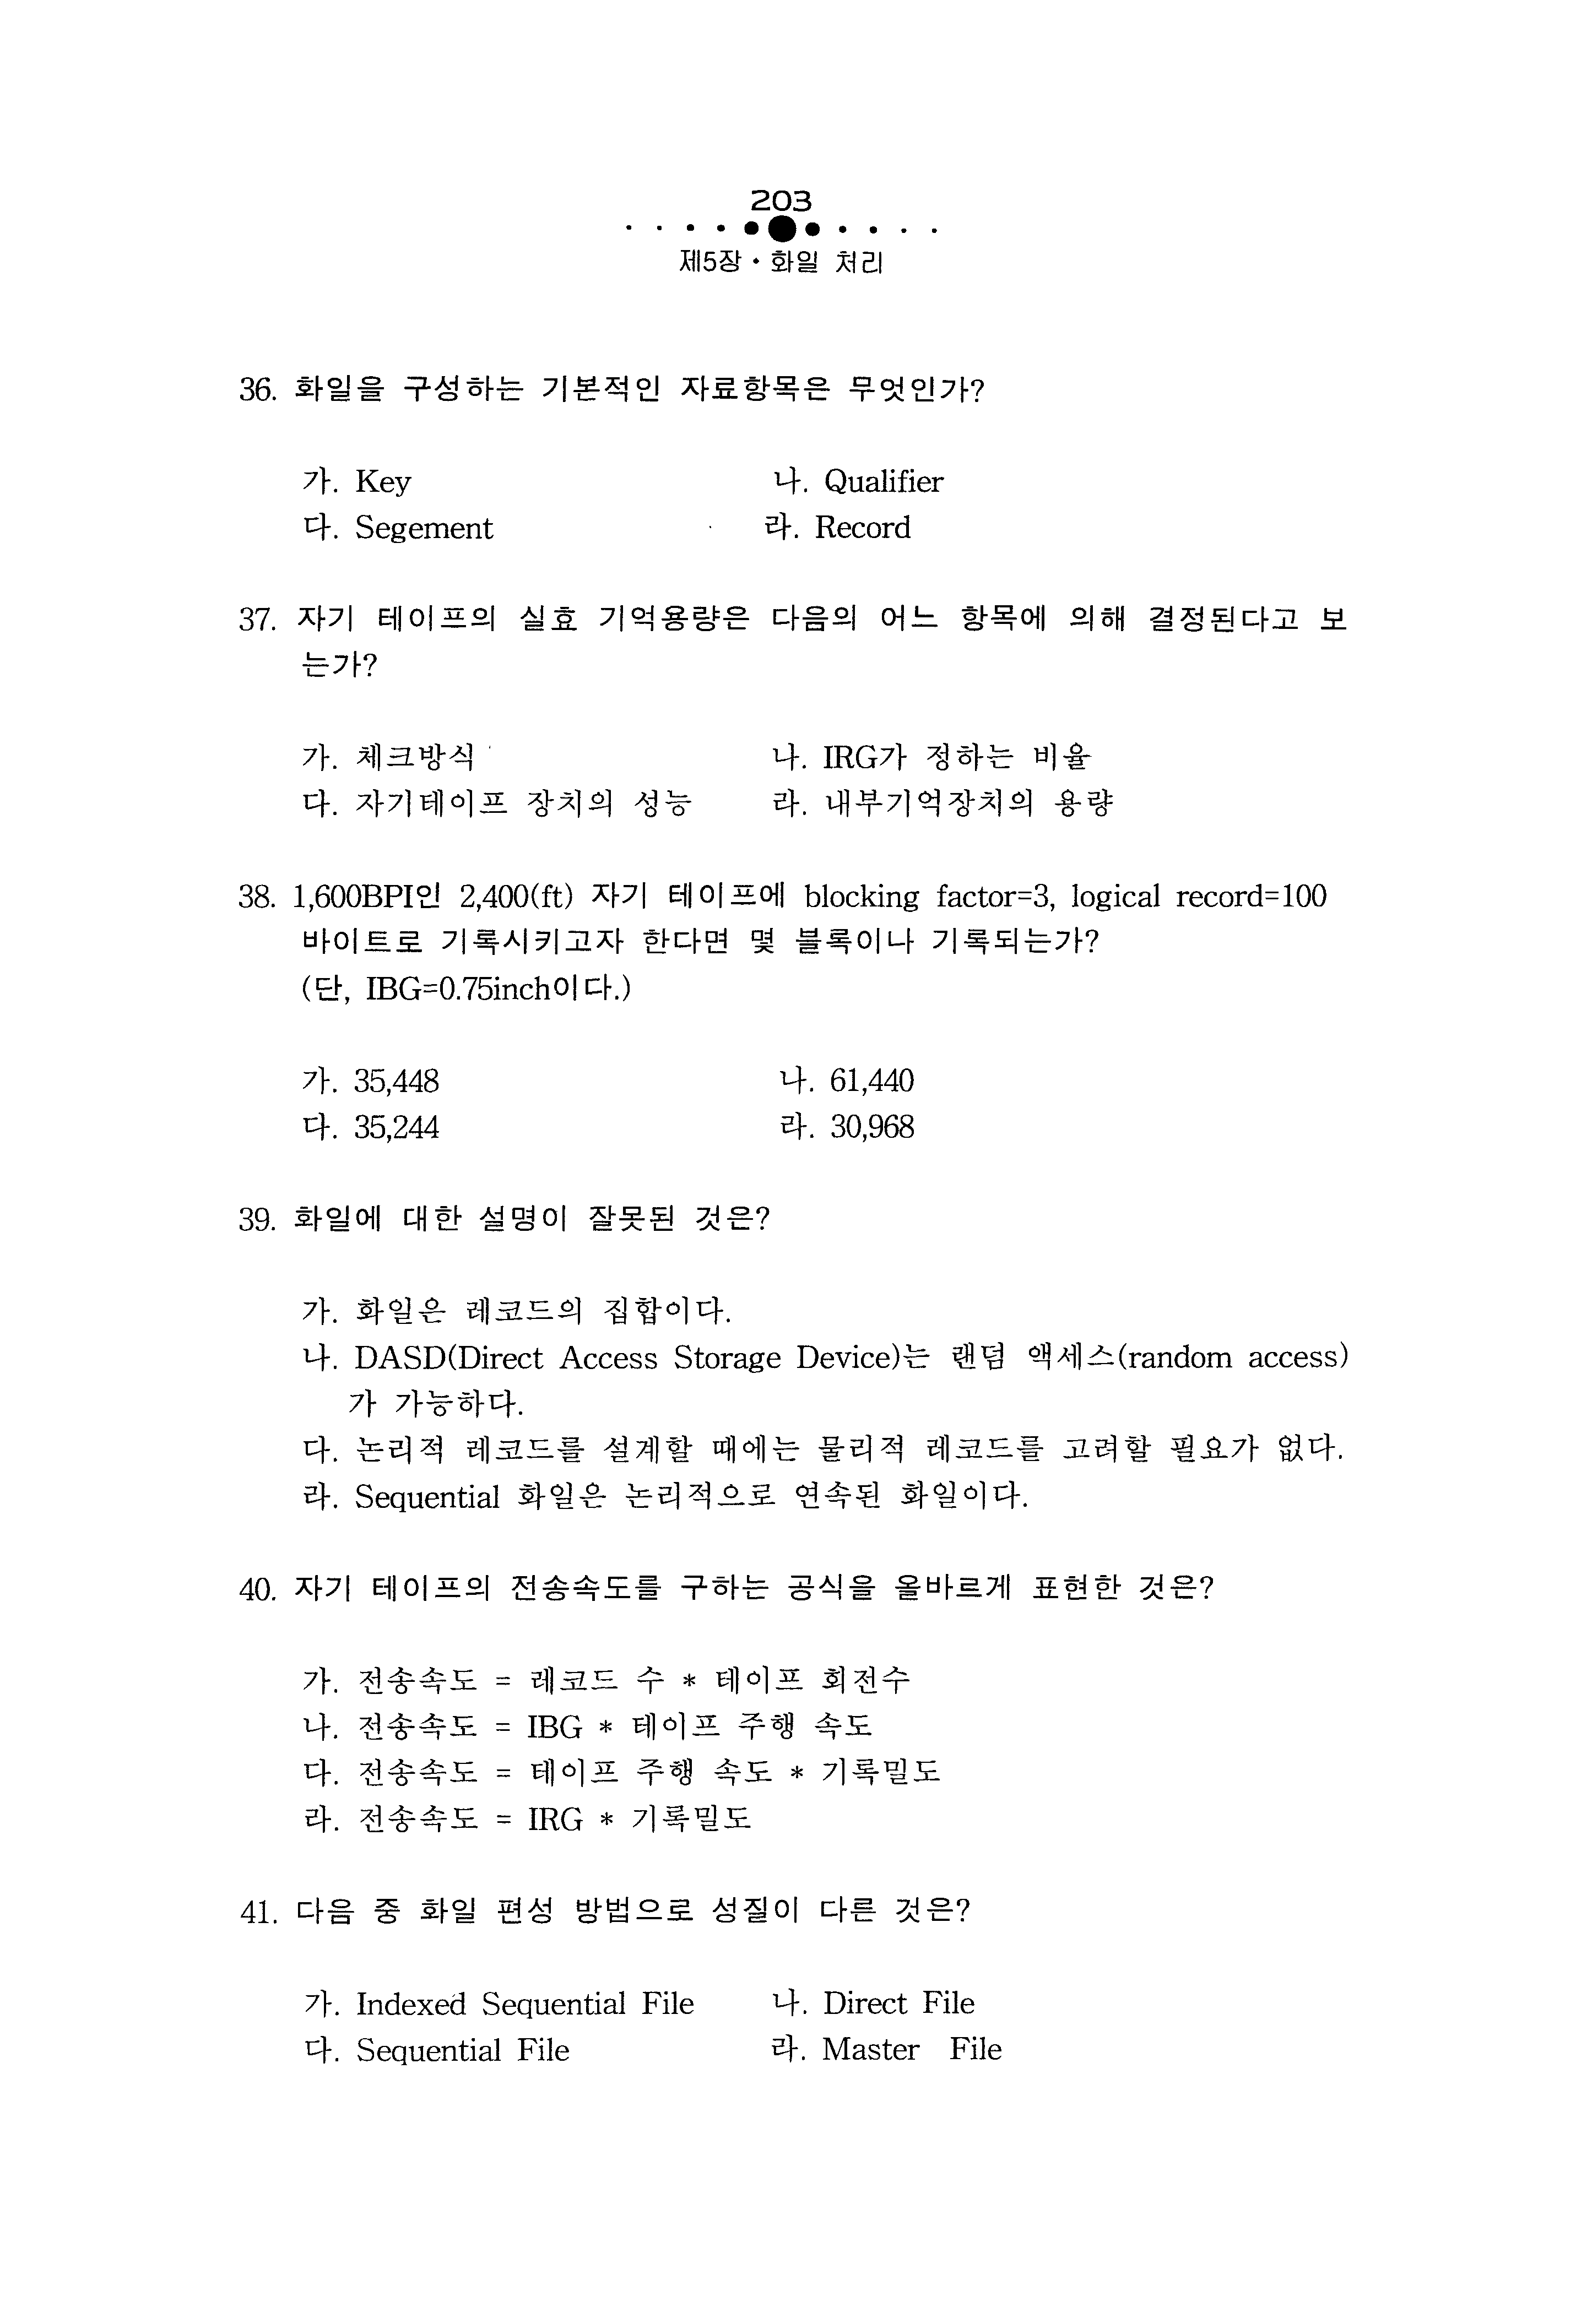 203
제5장 • 화일 처리
36. 화일을 구성하는 기본적인 자료항목은 무엇인가?
가. Key 나. Qualifier
다. Segement 라. Record
37. 자기 테이프의 실효 기억용량은 다음의 어느 항목에 의해 결정된다고 보
는가?
가. 체크방식 나. IRG가 정하는 비율
다. 자기테이프 장치의 성능 라. 내부기억장치의 용량
38. 1,600BPI인 2,400(ft) 자기 테이프에 blocking factor=3, logical record=100
바이트로 기록시키고자 한다면 몇 블록이나 기록되는가?
(단, IBG=0.75inch이다.)
가. 35,448 나. 61,440
다. 35,244 라. 30,968
39. 화일에 대한 설명이 잘못된 것은?
가. 화일은 레코드의 집합이다.
나. DASD(Direct Access Storage Device)는 랜덤 액세스(random access)
가 가능하다.
다. 논리적 레코드를 설계할 때에는 물리적 레코드를 고려할 필요가 없다.
라. Sequential 화일은 논리적으로 연속된 화일이다.
40. 자기 테이프의 전송속도를 구하는 공식을 올바르게 표현한 것은?
가. 전송속도 = 레코드 수 * 테이프 회전수
나. 전송속도 = IBG * 테이프 주행 속도
다. 전송속도 = 테이프 주행 속도 * 기록밀도
라. 전송속도 = IRG * 기록밀도
41. 다음 중 화일 편성 방법으로 성질이 다른 것은?
가. Indexed Sequential File 나. Direct File
다. Sequential File 라. Master File